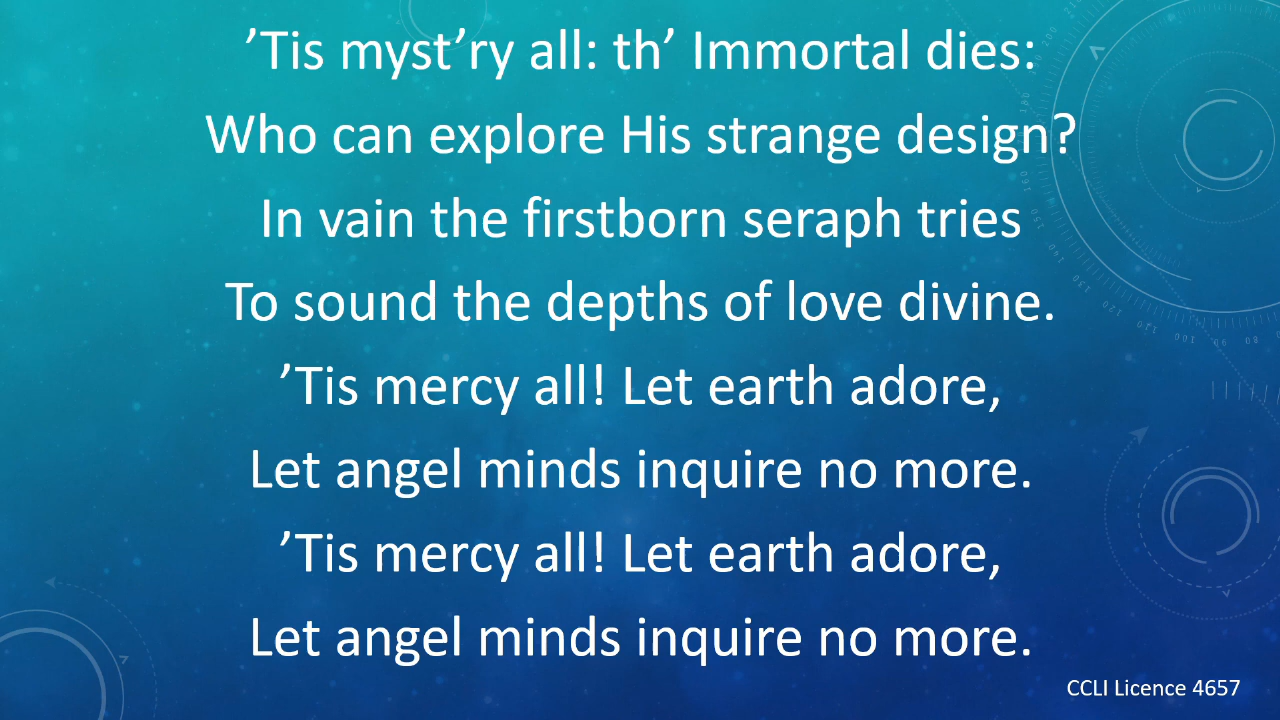 ’Tis myst’ry all: th’ Immortal dies:
Who can explore His strange design?
In vain the firstborn seraph tries
To sound the depths of love divine.
’Tis mercy all! Let earth adore,
Let angel minds inquire no more.
’Tis mercy all! Let earth adore,
Let angel minds inquire no more.
CCLI Licence 4657